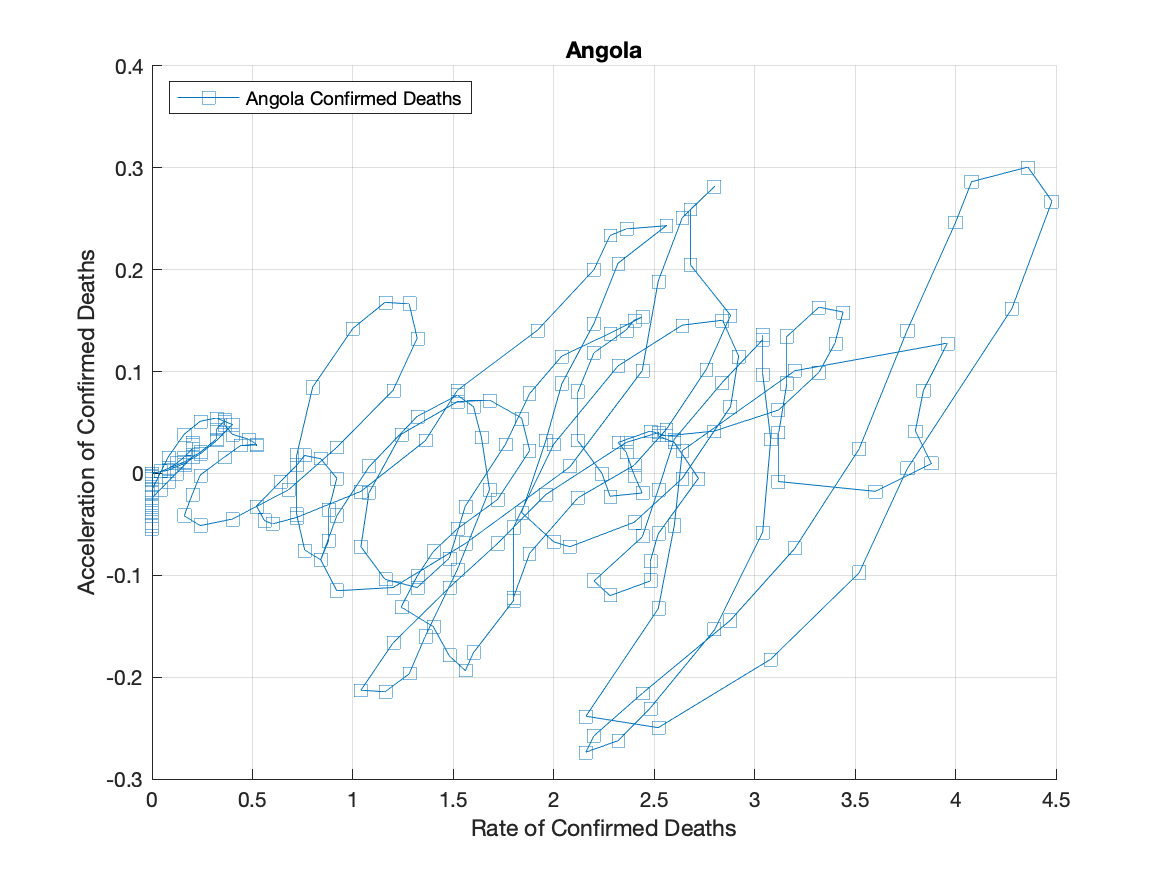 Angola
0.4
Angola Confirmed Deaths
0.3
0.2
0.1
0
-0.1
-0.2
-0.3
Acceleration of Confirmed Deaths
0 0.5 1 1.5 2 2.5 3 3.5 4 4.5
Rate of Confirmed Deaths